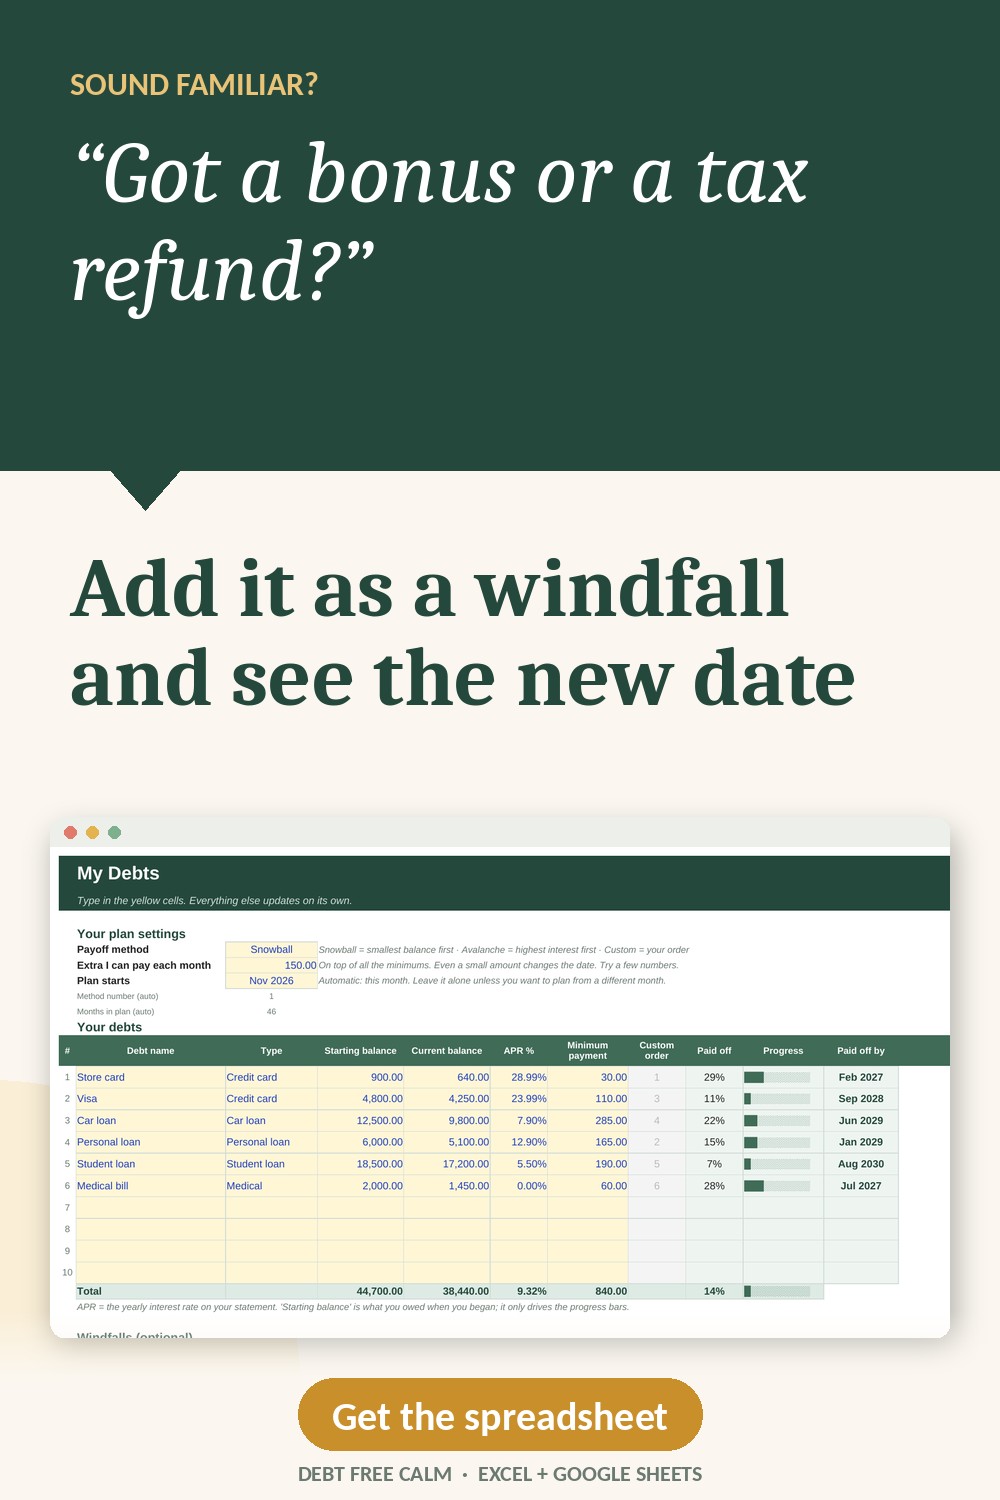 SOUND FAMILIAR?
“Got a bonus or a tax
refund?”
Add it as a windfall
and see the new date
My Debts
Type in the yellow cells. Everything else updates on its own.
Your plan settings
Payoff method Snowball Snowball = smallest balance first · Avalanche = highest interest first · Custom = your order
Extra I can pay each month 150.00 On top of all the minimums. Even a small amount changes the date. Try a few numbers.
Plan starts Nov 2026 Automatic: this month. Leave it alone unless you want to plan from a different month.
Method number (auto) 1
Months in plan (auto) 46
Your debts
# Debt name Type Starting balance Current balance APR % Minimum payment Custom order Paid off Progress Paid off by
1 Store card Credit card 900.00 640.00 28.99% 30.00 1 29% Feb 2027
2 Visa Credit card 4,800.00 4,250.00 23.99% 110.00 3 11% Sep 2028
3 Car loan Car loan 12,500.00 9,800.00 7.90% 285.00 4 22% Jun 2029
4 Personal loan Personal loan 6,000.00 5,100.00 12.90% 165.00 2 15% Jan 2029
5 Student loan Student loan 18,500.00 17,200.00 5.50% 190.00 5 7% Aug 2030
6 Medical bill Medical 2,000.00 1,450.00 0.00% 60.00 6 28% Jul 2027
7
8
9
10
Total 44,700.00 38,440.00 9.32% 840.00 14%
APR = the yearly interest rate on your statement. 'Starting balance' is what you owed when you began; it only drives the progress bars.
Windfalls (optional)
Get the spreadsheet
DEBT FREE CALM · EXCEL + GOOGLE SHEETS